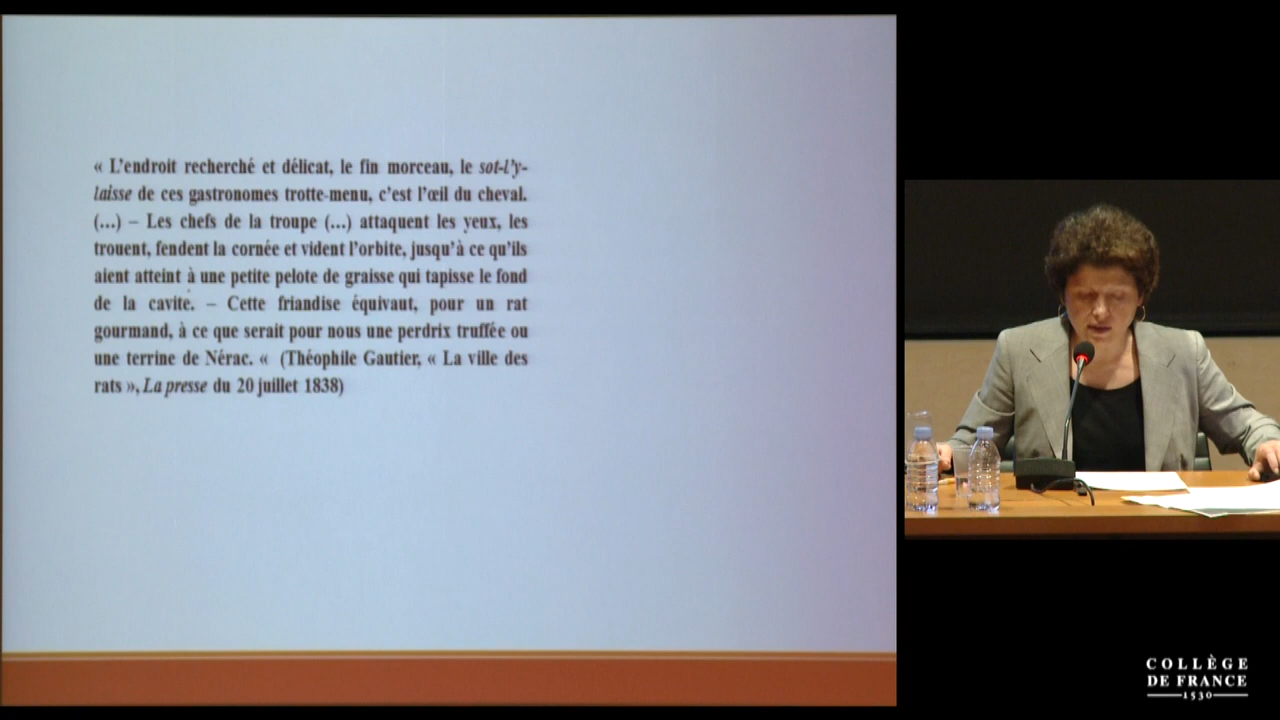 « L’endroit recherché et délicat, le fin morceau, le sot-l’y-
laisse de ces gastronomes trotte-menu, c’est l’œil du cheval.
(...) – Les chefs de la troupe (...) attaquent les yeux, les
trouent, fendent la cornée et vident l’orbite, jusqu’à ce qu’ils
aient atteint à une petite pelote de graisse qui tapisse le fond
de la cavité. – Cette friandise équivaut, pour un rat
gourmand, à ce que serait pour nous une perdrix truffée ou
une terrine de Nérac. « (Théophile Gautier, « La ville des
rats », La presse du 20 juillet 1838)
COLLÈGE
DE FRANCE
1530